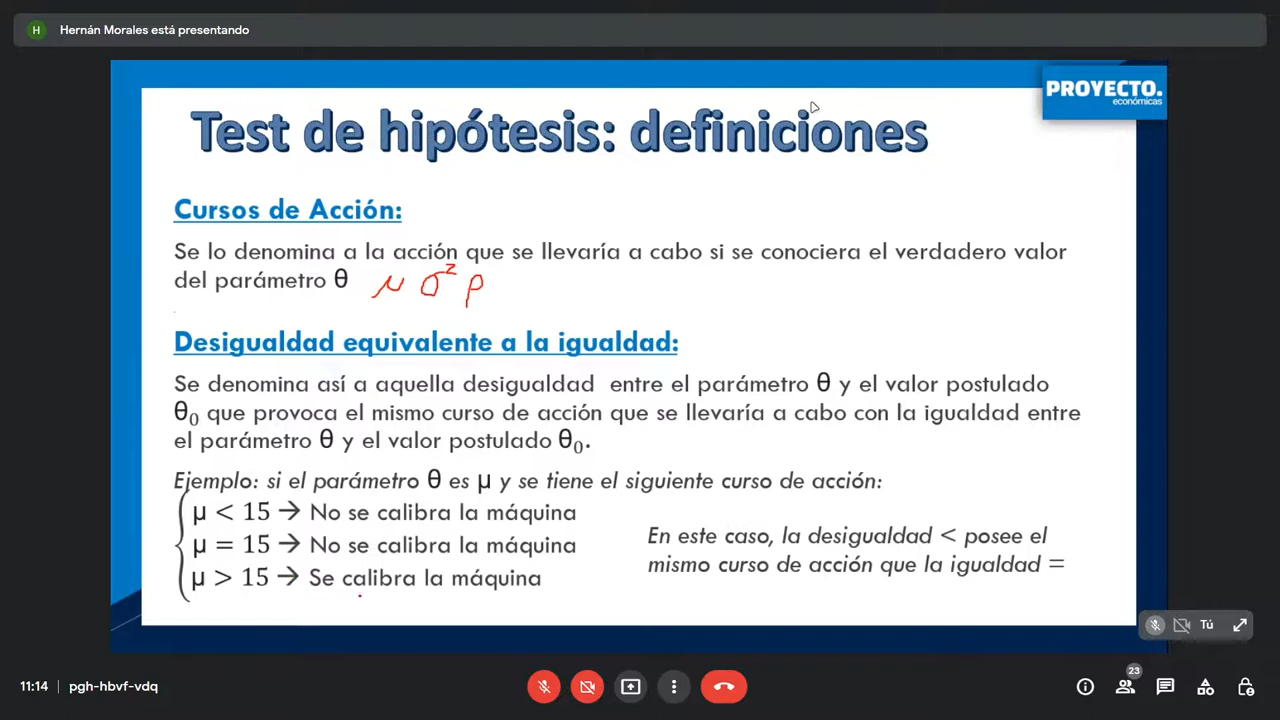 H Hernán Morales está presentando
PROYECTO.
económicas
Test de hipótesis: definiciones
Cursos de Acción:
Se lo denomina a la acción que se llevaría a cabo si se conociera el verdadero valor
del parámetro θ μ σ² p
Desigualdad equivalente a la igualdad:
Se denomina así a aquella desigualdad entre el parámetro θ y el valor postulado
θ₀ que provoca el mismo curso de acción que se llevaría a cabo con la igualdad entre
el parámetro θ y el valor postulado θ₀.
Ejemplo: si el parámetro θ es μ y se tiene el siguiente curso de acción:
μ < 15 → No se calibra la máquina
μ = 15 → No se calibra la máquina
μ > 15 → Se calibra la máquina
En este caso, la desigualdad < posee el
mismo curso de acción que la igualdad =
Tú
11:14 pgh-hbvf-vdq
23